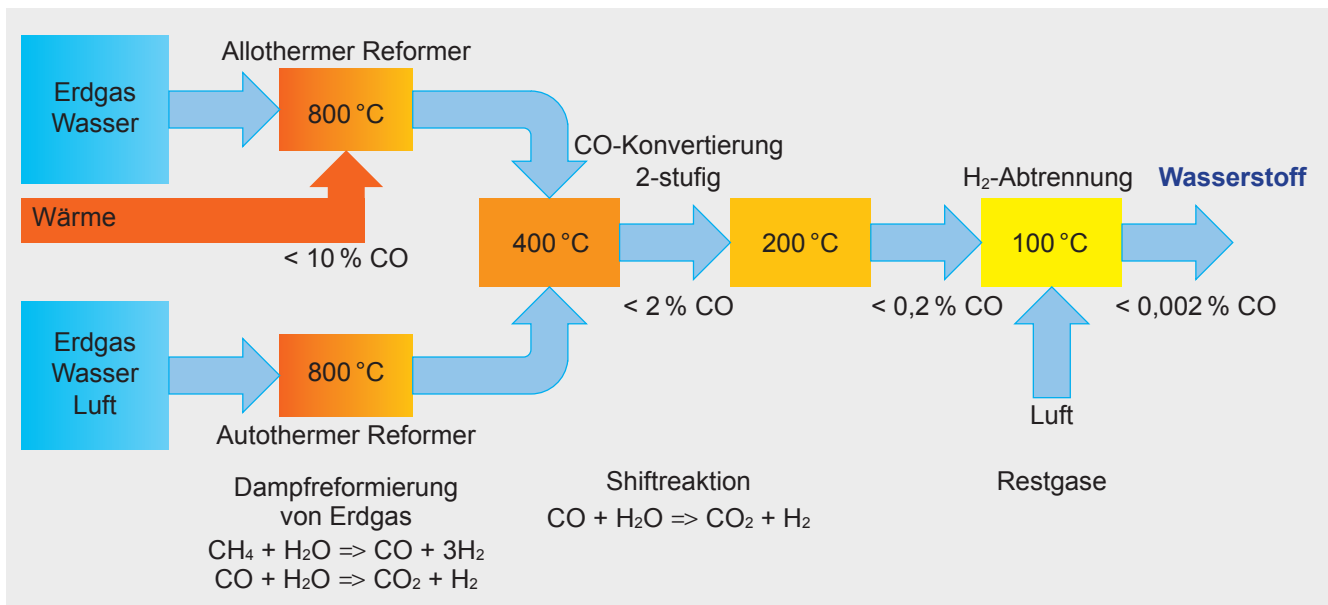 Allothermer Reformer
Erdgas
Wasser
800 °C
Wärme
< 10 % CO
CO-Konvertierung
2-stufig
H₂-Abtrennung
Wasserstoff
400 °C
200 °C
100 °C
< 2 % CO
< 0,2 % CO
< 0,002 % CO
Erdgas
Wasser
Luft
800 °C
Autothermer Reformer
Luft
Dampfreformierung
von Erdgas
CH₄ + H₂O => CO + 3H₂
CO + H₂O => CO₂ + H₂
Shiftreaktion
CO + H₂O => CO₂ + H₂
Restgase